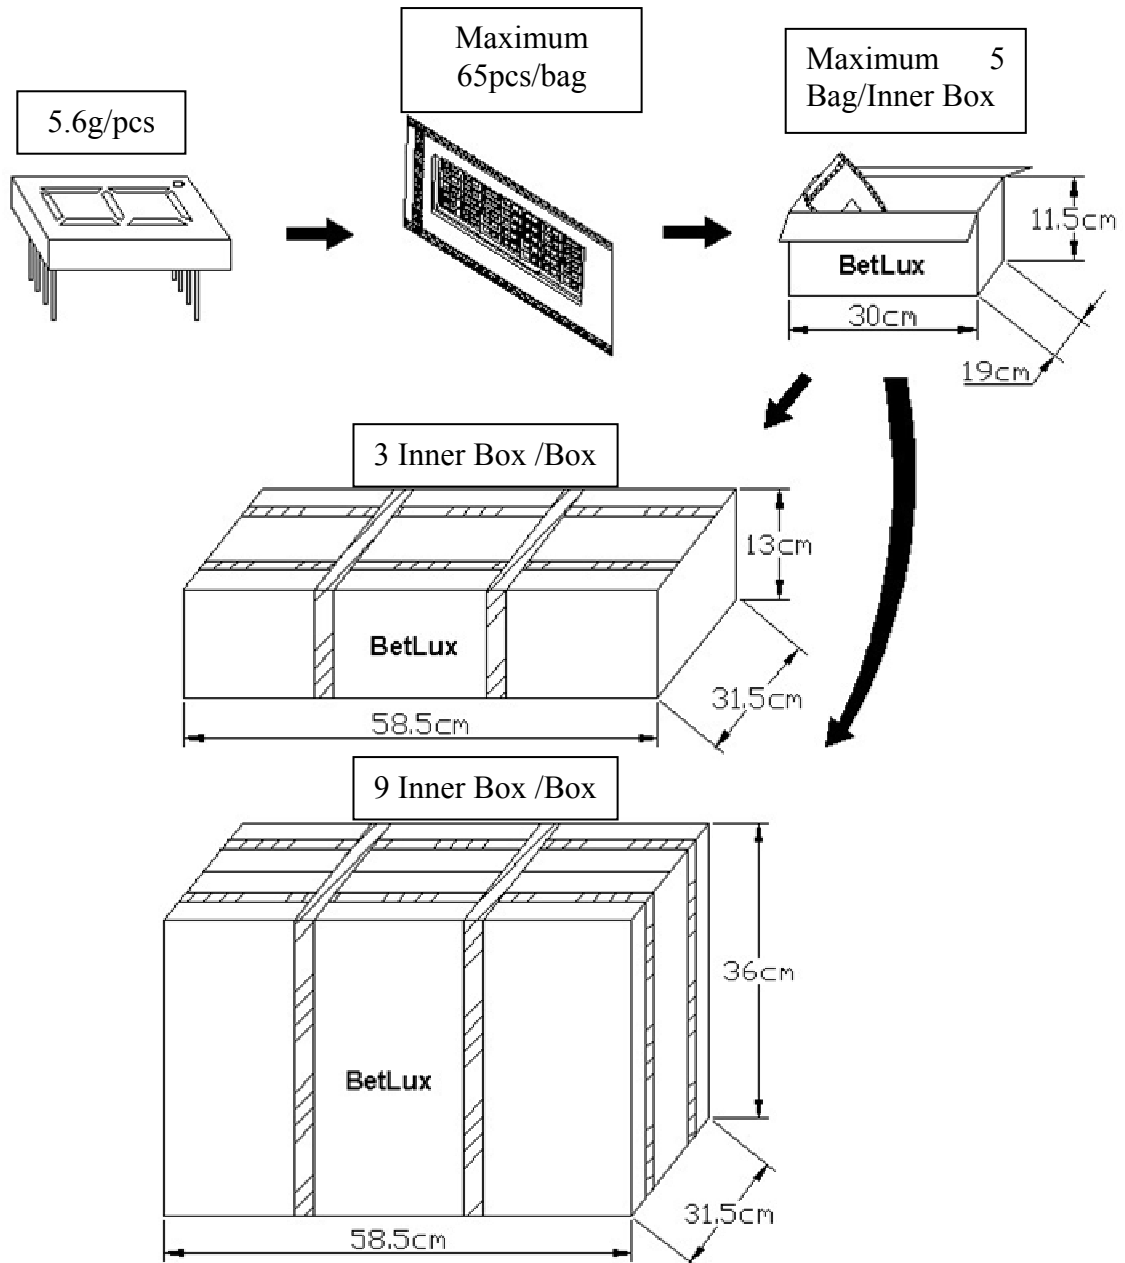 5.6g/pcs
Maximum
65pcs/bag
Maximum 5
Bag/Inner Box
BetLux
11.5cm
30cm
19cm
3 Inner Box /Box
BetLux
13cm
31.5cm
58.5cm
9 Inner Box /Box
BetLux
36cm
31.5cm
58.5cm